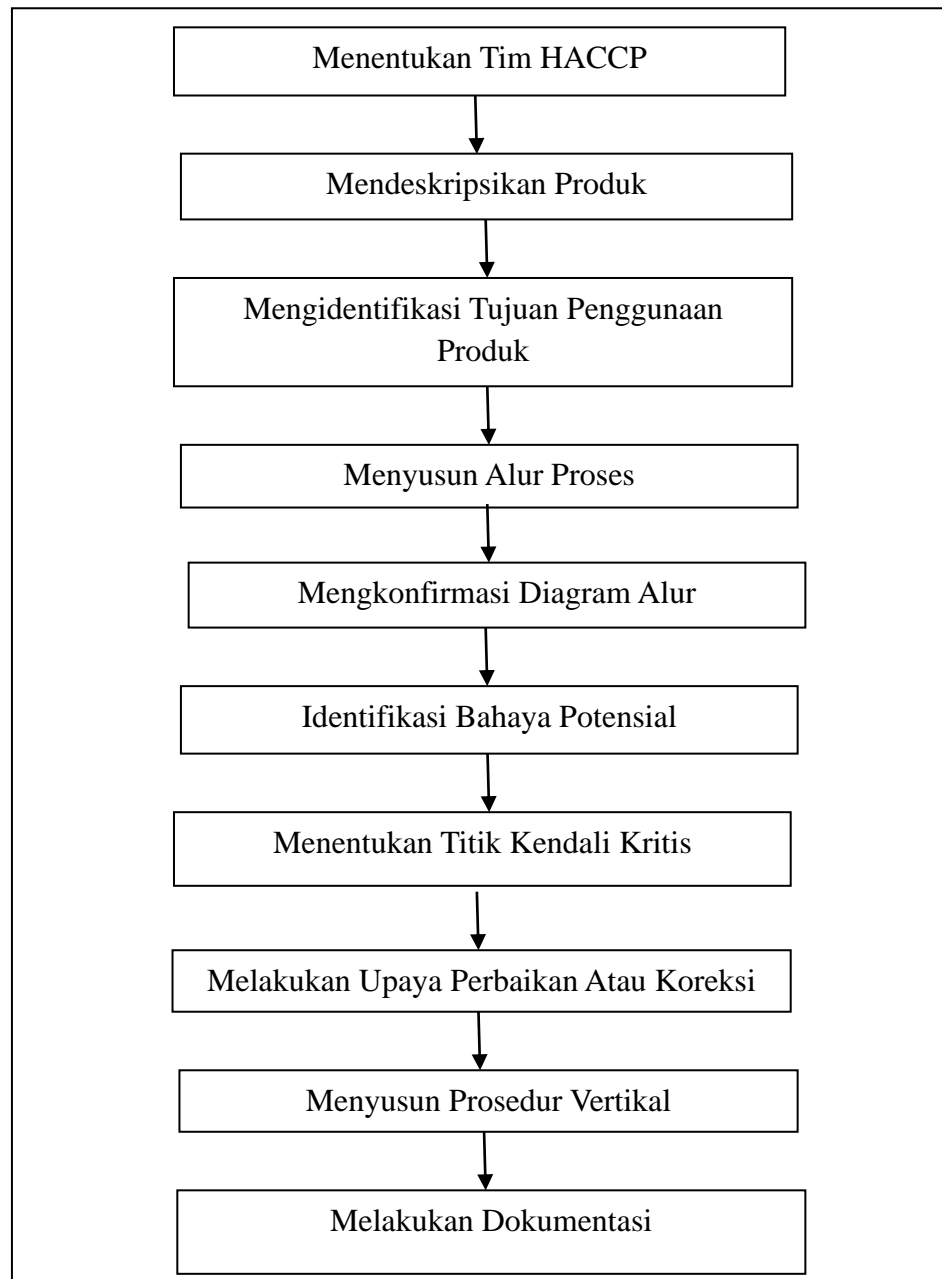 Menentukan Tim HACCP
Mendeskripsikan Produk
Mengidentifikasi Tujuan Penggunaan
Produk
Menyusun Alur Proses
Mengkonfirmasi Diagram Alur
Identifikasi Bahaya Potensial
Menentukan Titik Kendali Kritis
Melakukan Upaya Perbaikan Atau Koreksi
Menyusun Prosedur Vertikal
Melakukan Dokumentasi